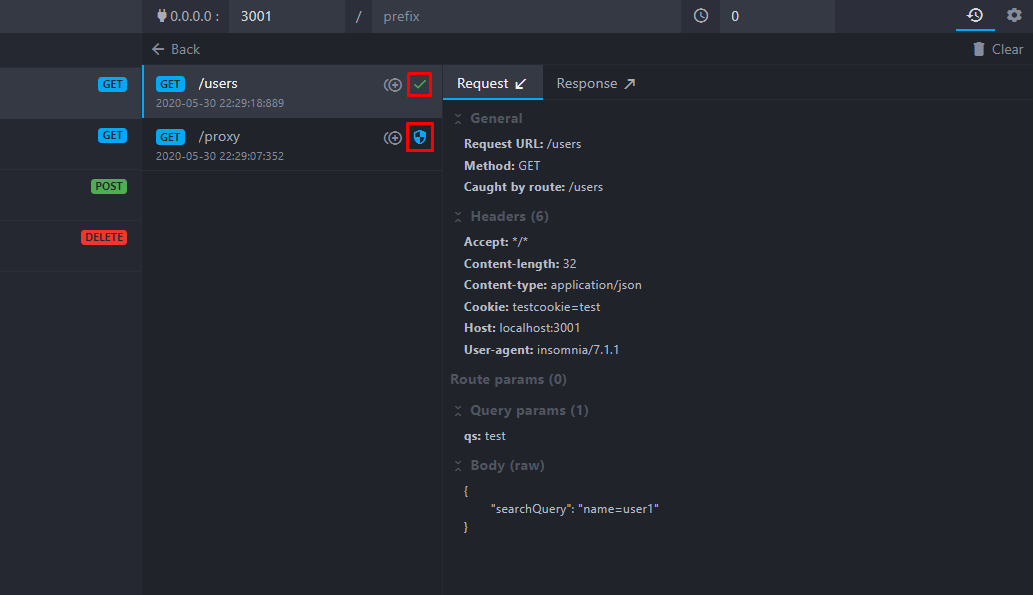 0.0.0.0 : 3001 / prefix 0
Back Clear
GET
GET
POST
DELETE
GET /users
2020-05-30 22:29:18:889
GET /proxy
2020-05-30 22:29:07:352
Request Response
General
Request URL: /users
Method: GET
Caught by route: /users
Headers (6)
Accept: */*
Content-length: 32
Content-type: application/json
Cookie: testcookie=test
Host: localhost:3001
User-agent: insomnia/7.1.1
Route params (0)
Query params (1)
qs: test
Body (raw)
{
"searchQuery": "name=user1"
}